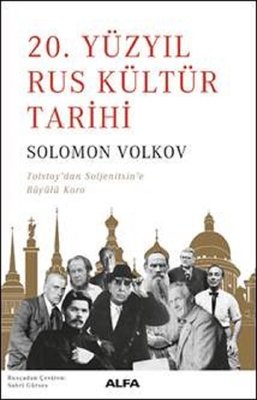 20. YÜZYIL
RUS KÜLTÜR
TARİHİ
SOLOMON VOLKOV
Tolstoy'dan Soljenitsin'e
Büyülü Koro
Rusçadan Çeviren:
Sabri Gürses
ALFA